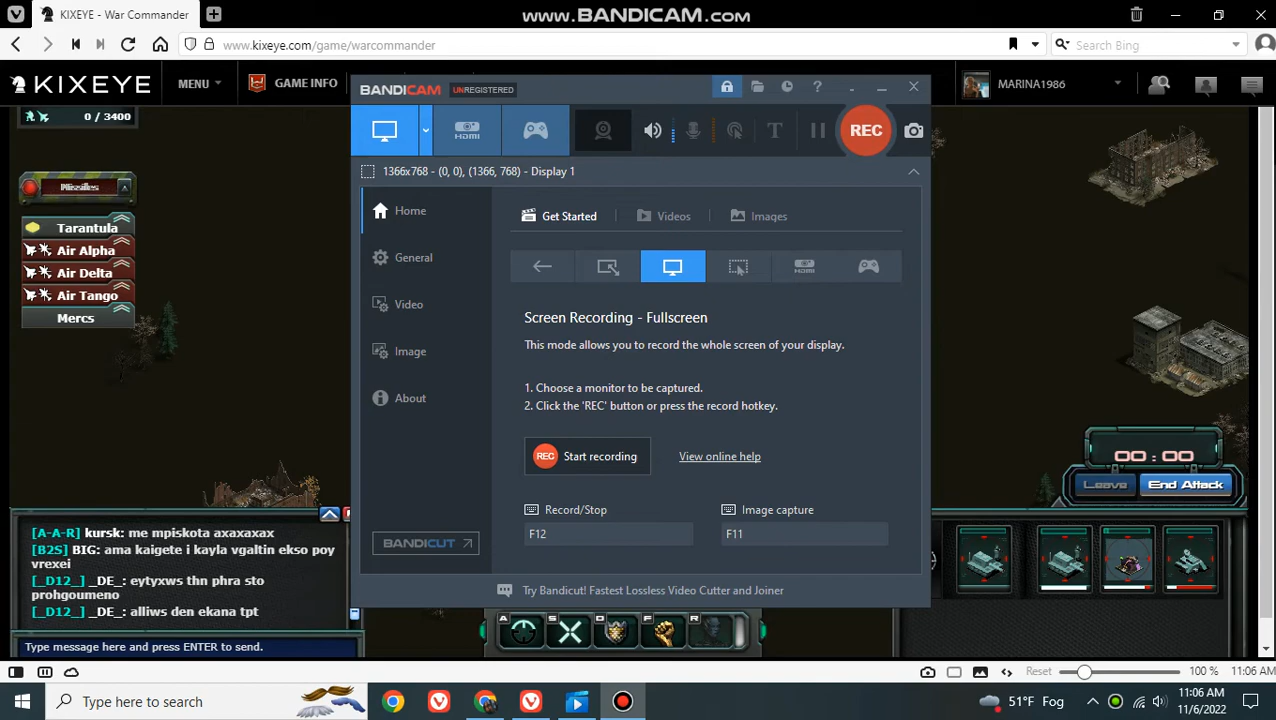 KIXEYE - War Commander
www.BANDICAM.com
www.kixeye.com/game/warcommander
Search Bing
KIXEYE
MENU
GAME INFO
MARINA1986
BANDICAM UNREGISTERED
HDMI
REC
1366x768 - (0, 0), (1366, 768) - Display 1
Home
General
Video
Image
About
BANDICUT
Get Started
Videos
Images
HDMI
Screen Recording - Fullscreen
This mode allows you to record the whole screen of your display.
1. Choose a monitor to be captured.
2. Click the 'REC' button or press the record hotkey.
REC Start recording
View online help
Record/Stop
F12
Image capture
F11
Try Bandicut! Fastest Lossless Video Cutter and Joiner
0 / 3400
Missiles
Tarantula
Air Alpha
Air Delta
Air Tango
Mercs
00:00
Leave
End Attack
[A-A-R] kursk: me mpiskota axaxaxax
[B2S] BIG: ama kaigete i kayla vgaltin ekso poy
vrexei
[_D12_] _DE_: eytyxws thn phra sto
prohgoumeno
[_D12_] _DE_: alliws den ekana tpt
Type message here and press ENTER to send.
A S D F R
Reset
100 %
11:06 AM
Type here to search
51°F Fog
11:06 AM
11/6/2022